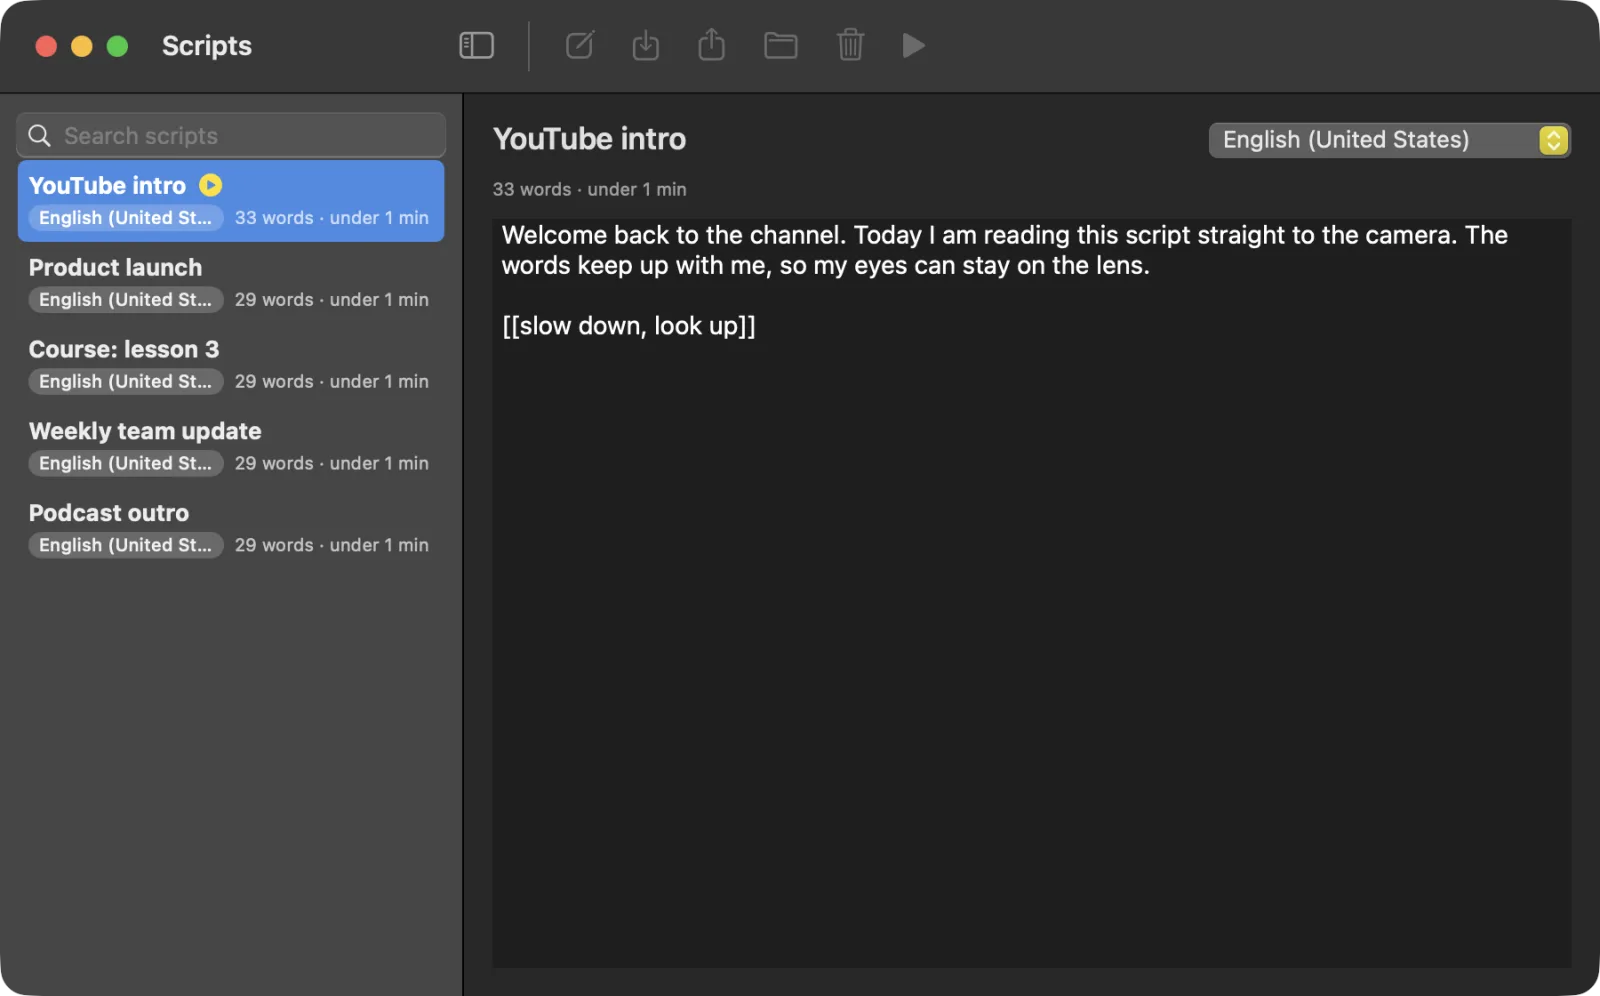 Scripts
Search scripts
YouTube intro
English (United St... 33 words · under 1 min
Product launch
English (United St... 29 words · under 1 min
Course: lesson 3
English (United St... 29 words · under 1 min
Weekly team update
English (United St... 29 words · under 1 min
Podcast outro
English (United St... 29 words · under 1 min
YouTube intro
English (United States)
33 words · under 1 min
Welcome back to the channel. Today I am reading this script straight to the camera. The
words keep up with me, so my eyes can stay on the lens.
[[slow down, look up]]